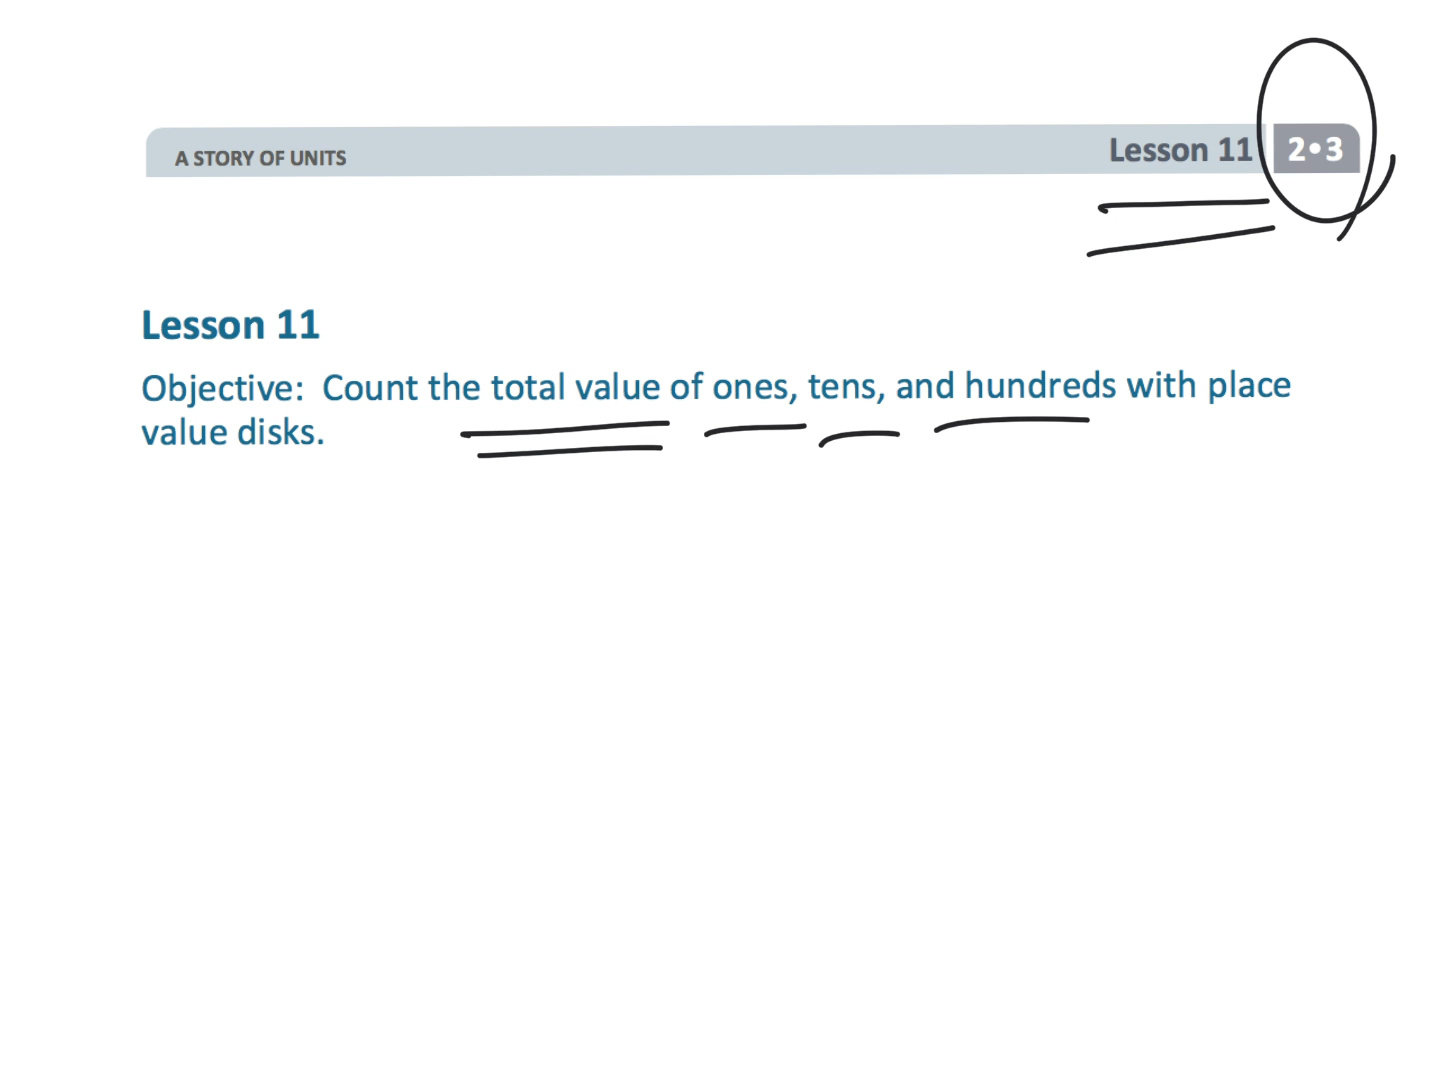 A STORY OF UNITS
Lesson 11 2•3
Lesson 11
Objective: Count the total value of ones, tens, and hundreds with place
value disks.